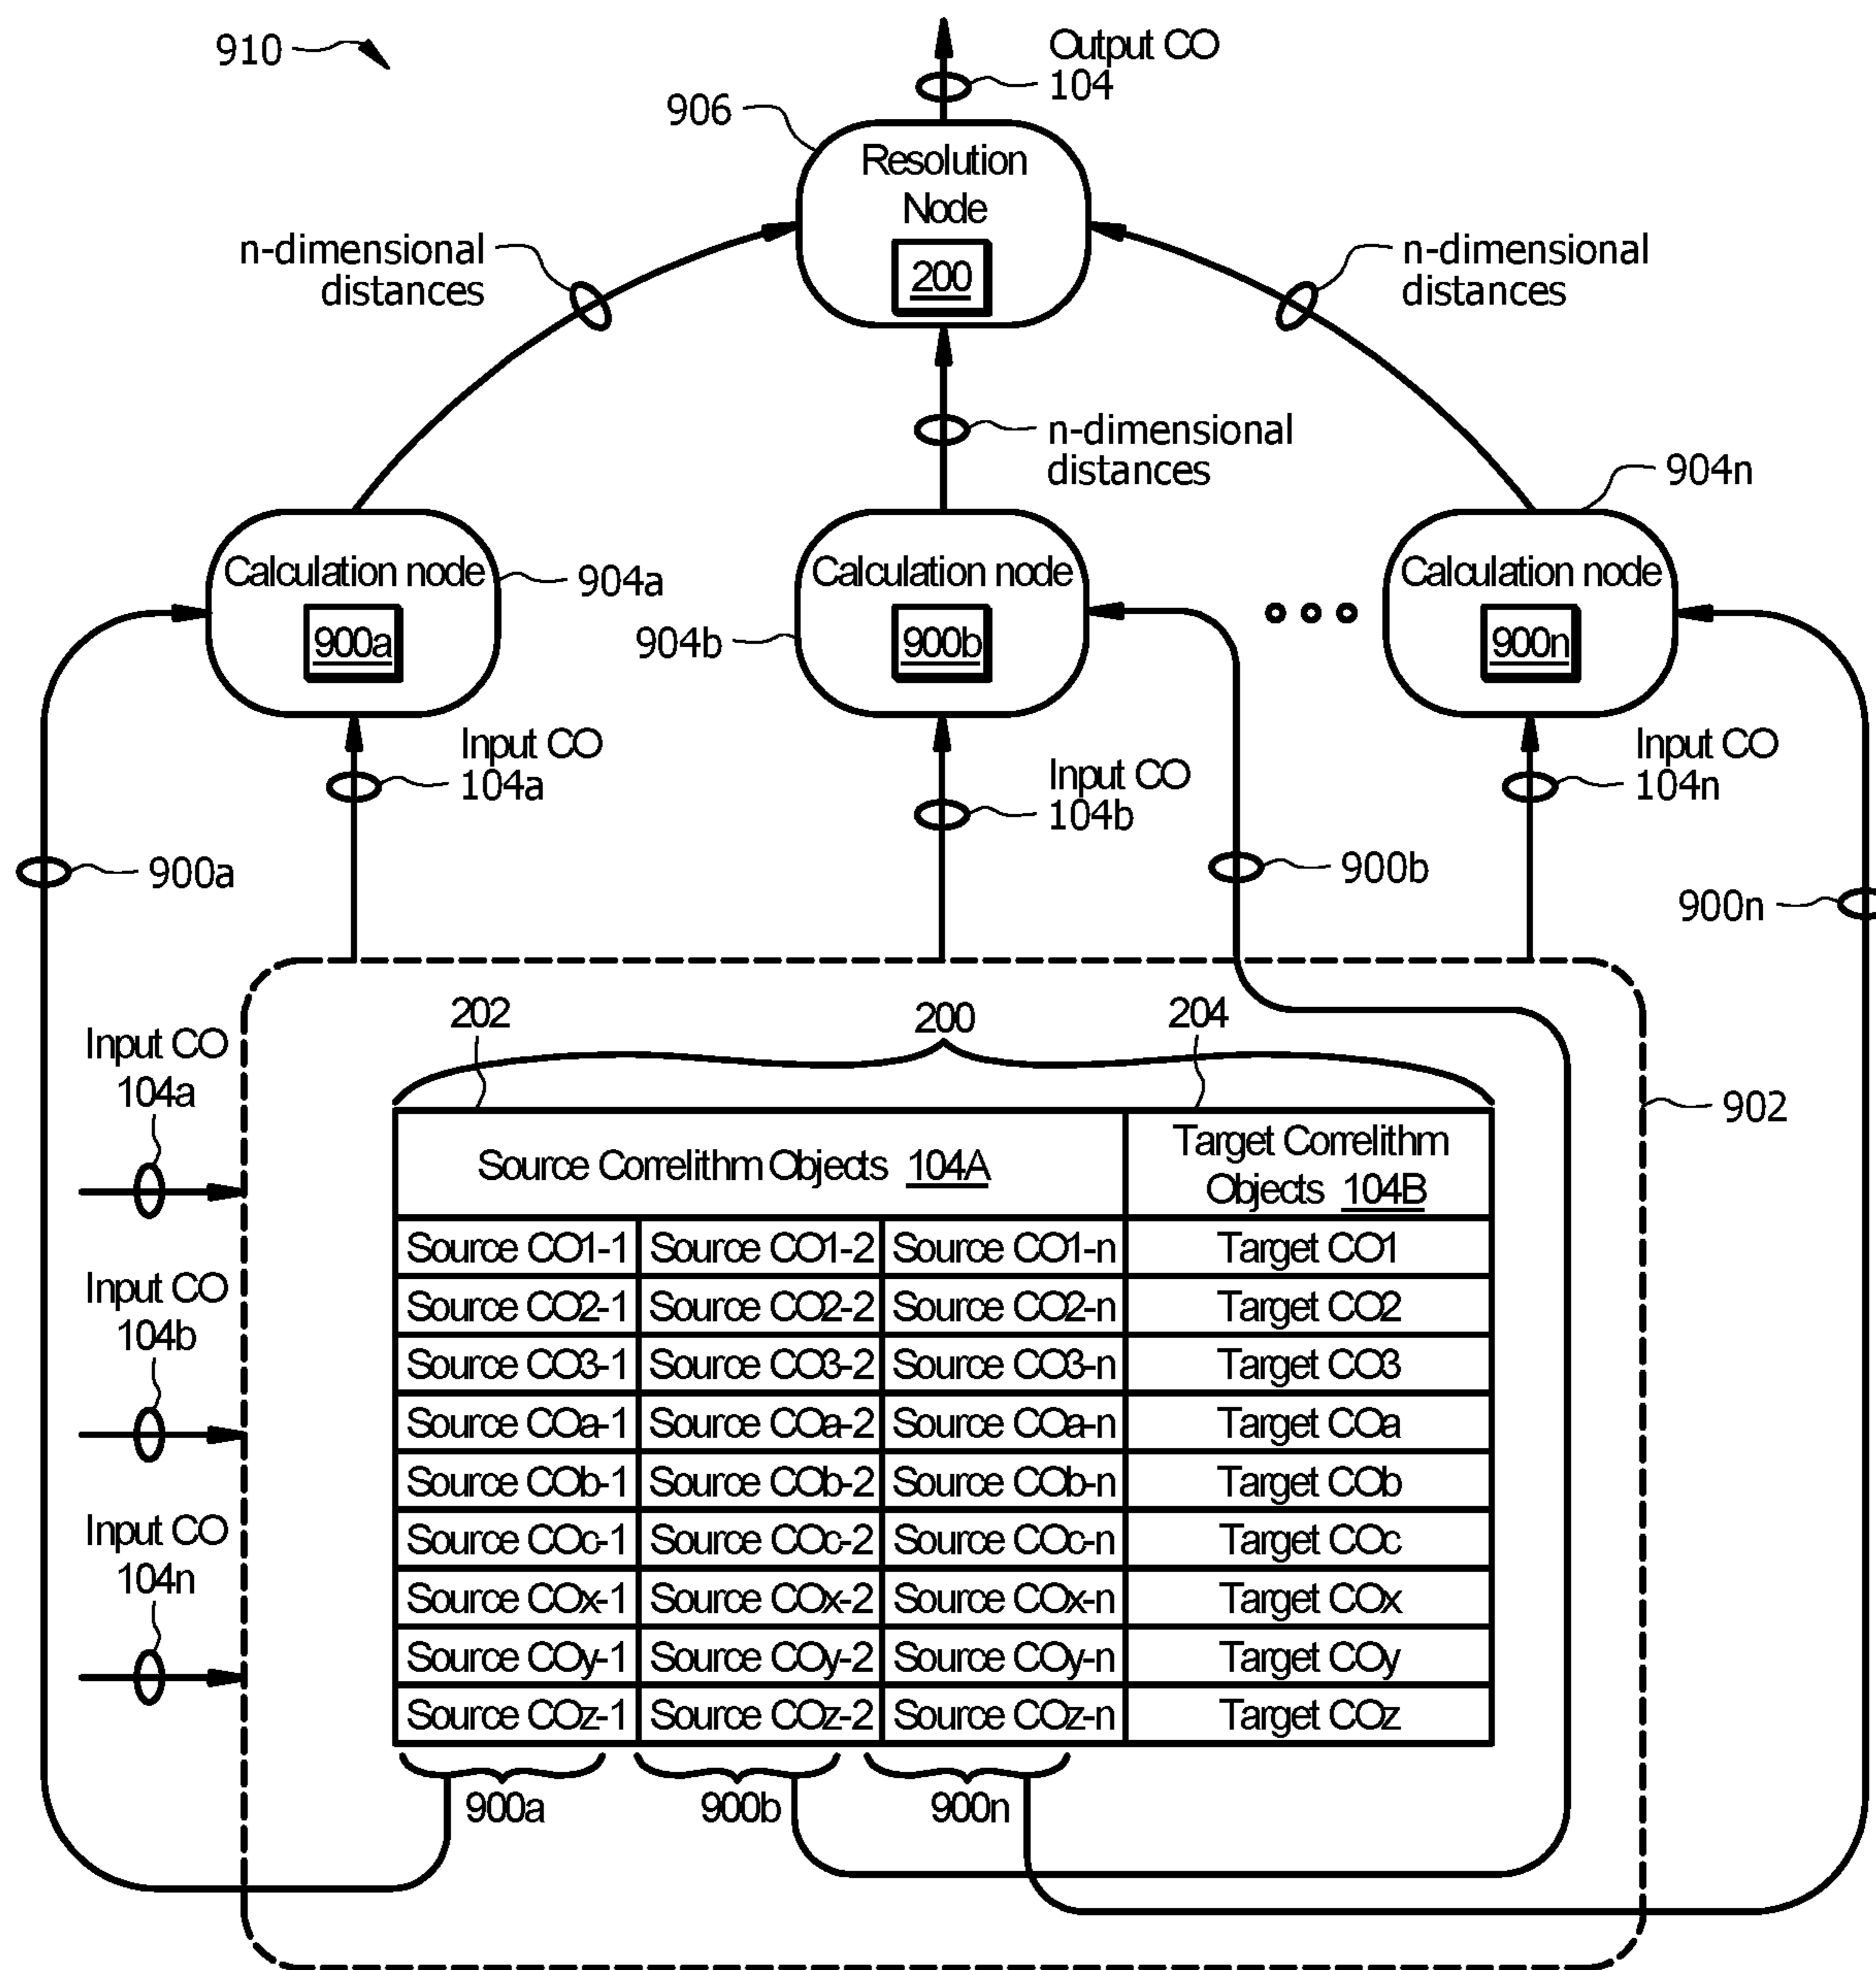 910
Output CO
104
906
Resolution
Node
200
n-dimensional
distances
n-dimensional
distances
n-dimensional
distances
904n
Calculation node
900a
904a
Calculation node
900b
904b
Calculation node
900n
Input CO
104a
Input CO
104b
Input CO
104n
900a
900b
900n
202
200
204
902
Input CO
104a
Input CO
104b
Input CO
104n
Source Correlithm Objects 104A
Target Correlithm
Objects 104B
Source CO1-1 Source CO1-2 Source CO1-n Target CO1
Source CO2-1 Source CO2-2 Source CO2-n Target CO2
Source CO3-1 Source CO3-2 Source CO3-n Target CO3
Source COa-1 Source COa-2 Source COa-n Target COa
Source COb-1 Source COb-2 Source COb-n Target COb
Source COc-1 Source COc-2 Source COc-n Target COc
Source COx-1 Source COx-2 Source COx-n Target COx
Source COy-1 Source COy-2 Source COy-n Target COy
Source COz-1 Source COz-2 Source COz-n Target COz
900a 900b 900n